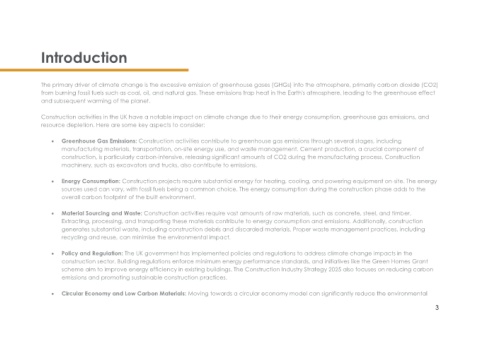 Introduction
The primary driver of climate change is the excessive emission of greenhouse gases (GHGs) into the atmosphere, primarily carbon dioxide (CO2)
from burning fossil fuels such as coal, oil, and natural gas. These emissions trap heat in the Earth's atmosphere, leading to the greenhouse effect
and subsequent warming of the planet.
Construction activities in the UK have a notable impact on climate change due to their energy consumption, greenhouse gas emissions, and
resource depletion. Here are some key aspects to consider:
• Greenhouse Gas Emissions: Construction activities contribute to greenhouse gas emissions through several stages, including
manufacturing materials, transportation, on-site energy use, and waste management. Cement production, a crucial component of
construction, is particularly carbon-intensive, releasing significant amounts of CO2 during the manufacturing process. Construction
machinery, such as excavators and trucks, also contribute to emissions.
• Energy Consumption: Construction projects require substantial energy for heating, cooling, and powering equipment on-site. The energy
sources used can vary, with fossil fuels being a common choice. The energy consumption during the construction phase adds to the
overall carbon footprint of the built environment.
• Material Sourcing and Waste: Construction activities require vast amounts of raw materials, such as concrete, steel, and timber.
Extracting, processing, and transporting these materials contribute to energy consumption and emissions. Additionally, construction
generates substantial waste, including construction debris and discarded materials. Proper waste management practices, including
recycling and reuse, can minimise the environmental impact.
• Policy and Regulation: The UK government has implemented policies and regulations to address climate change impacts in the
construction sector. Building regulations enforce minimum energy performance standards, and initiatives like the Green Homes Grant
scheme aim to improve energy efficiency in existing buildings. The Construction Industry Strategy 2025 also focuses on reducing carbon
emissions and promoting sustainable construction practices.
• Circular Economy and Low Carbon Materials: Moving towards a circular economy model can significantly reduce the environmental
3